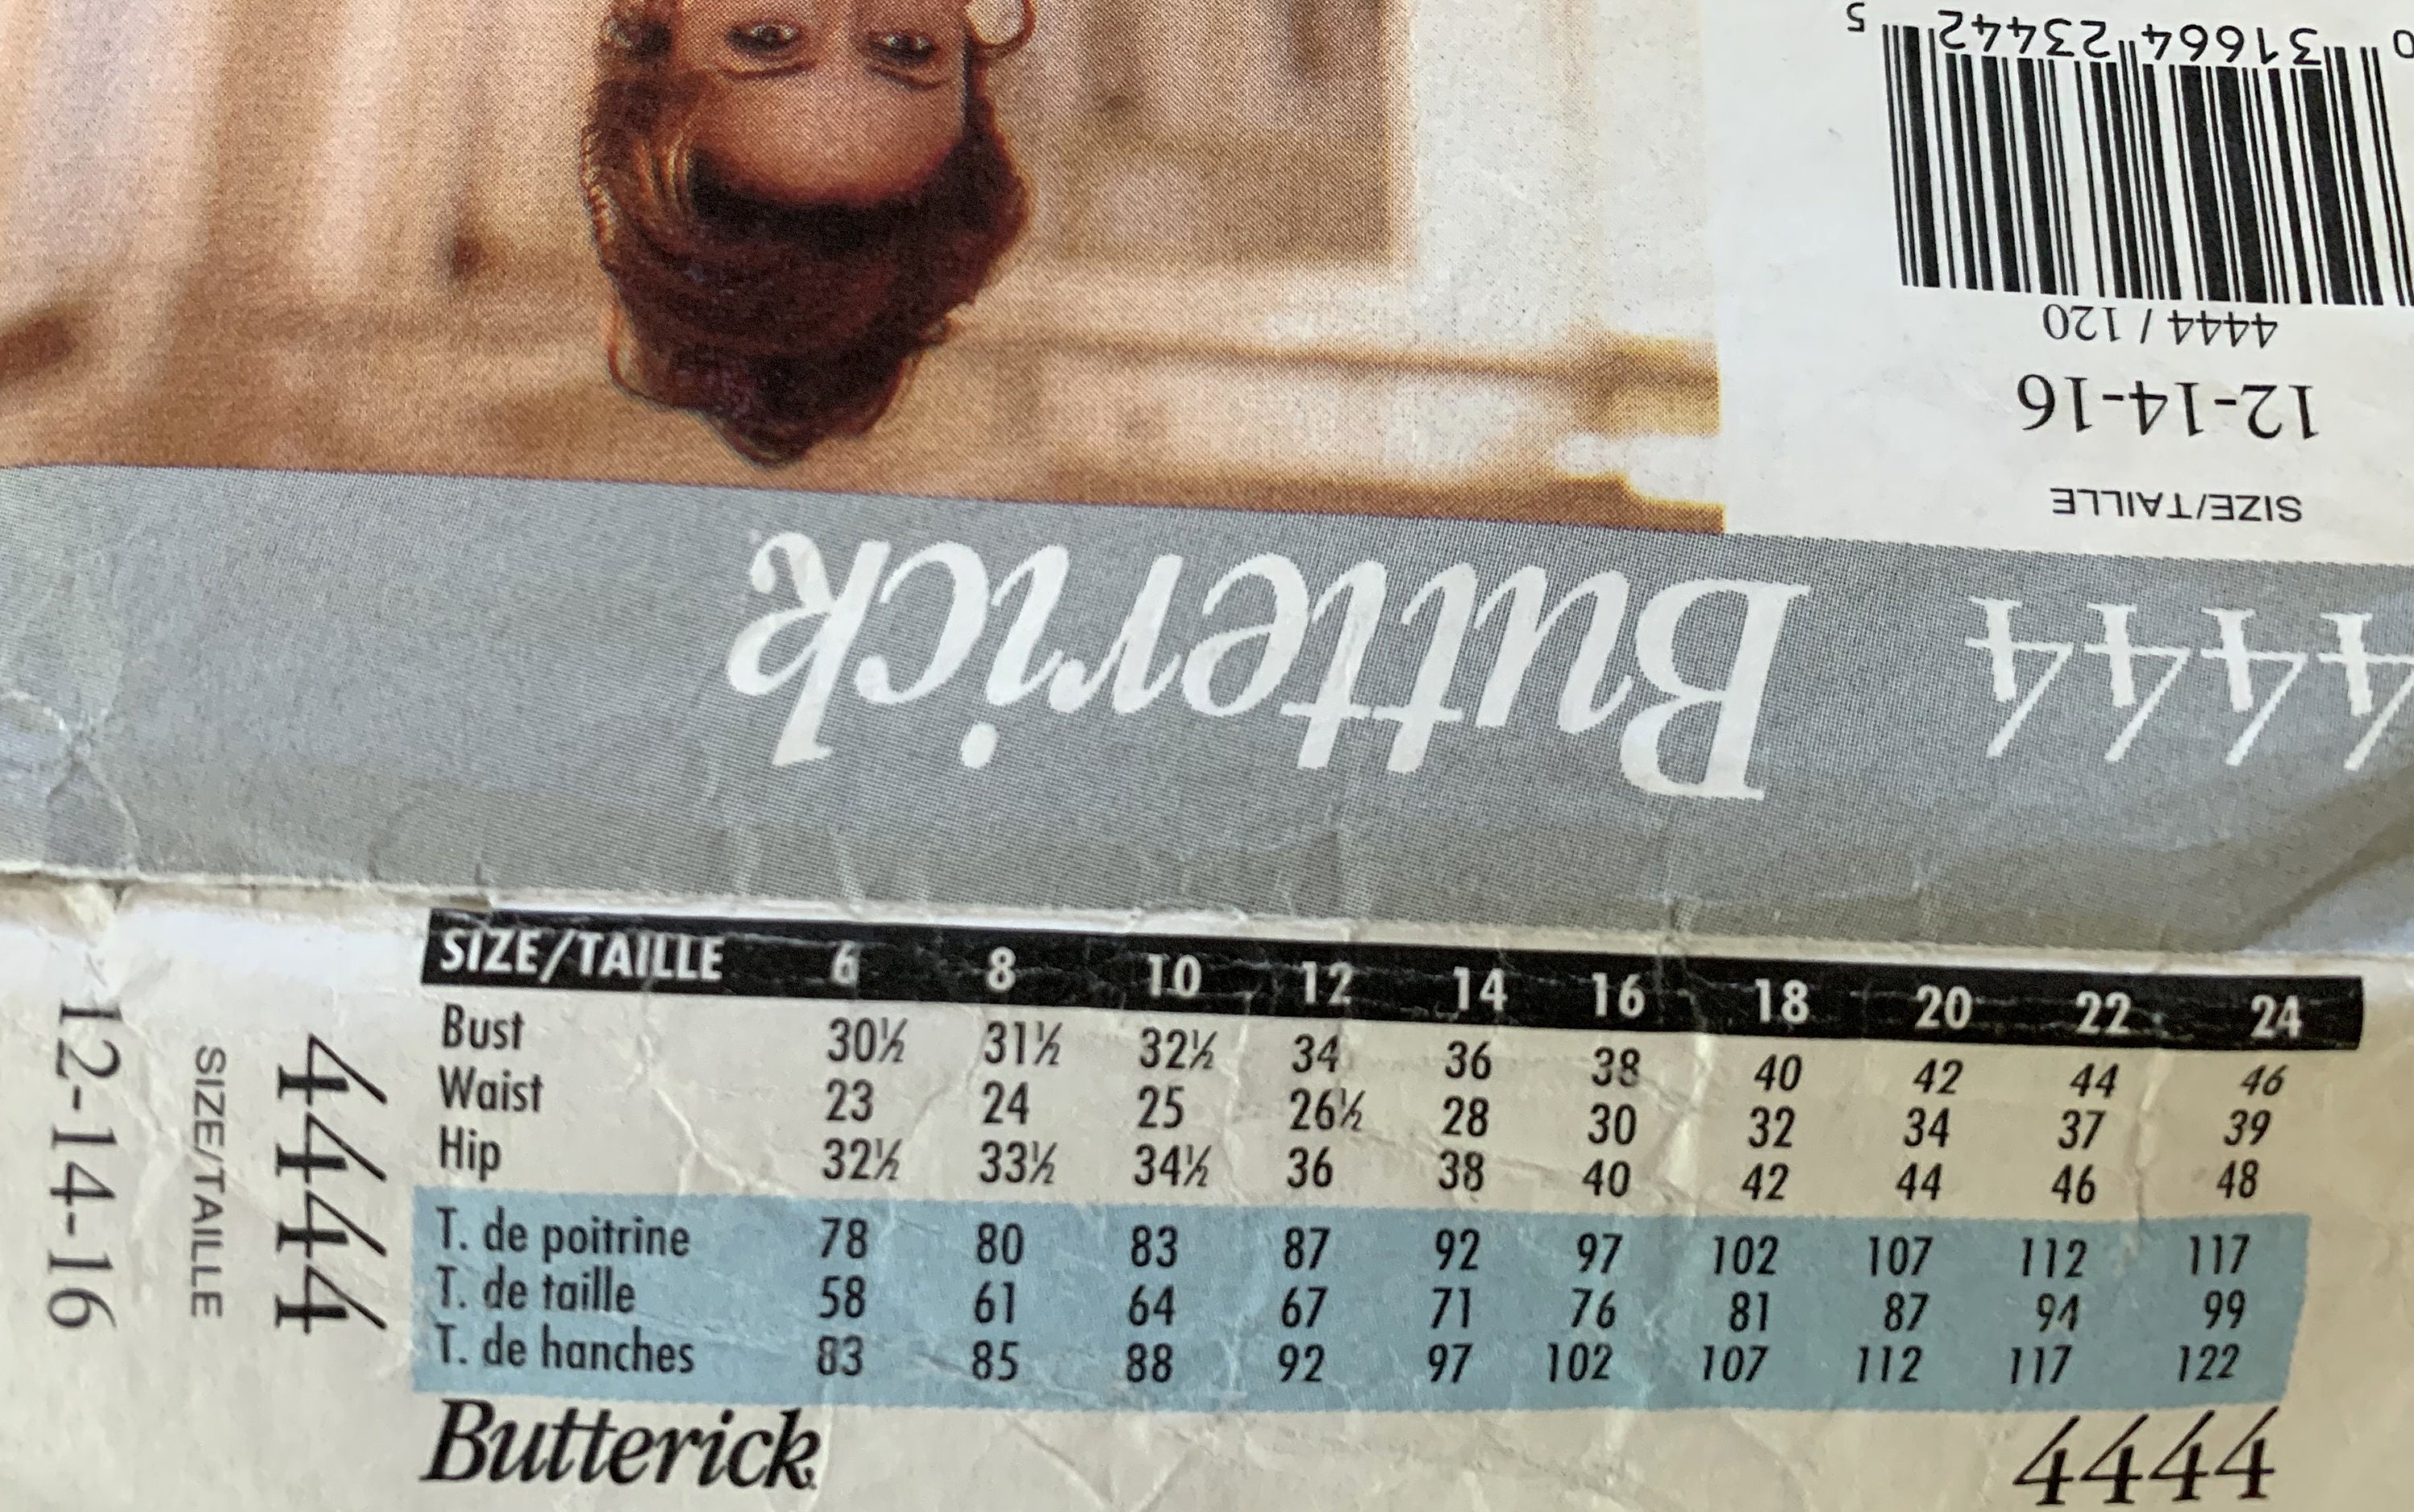 0 31664 23442 5
4444 / 120
12-14-16
SIZE/TAILLE
4444 Butterick
SIZE/TAILLE 6 8 10 12 14 16 18 20 22 24
Bust 30½ 31½ 32½ 34 36 38 40 42 44 46
Waist 23 24 25 26½ 28 30 32 34 37 39
Hip 32½ 33½ 34½ 36 38 40 42 44 46 48
T. de poitrine 78 80 83 87 92 97 102 107 112 117
T. de taille 58 61 64 67 71 76 81 87 94 99
T. de hanches 83 85 88 92 97 102 107 112 117 122
Butterick 4444
4444
SIZE/TAILLE
12-14-16